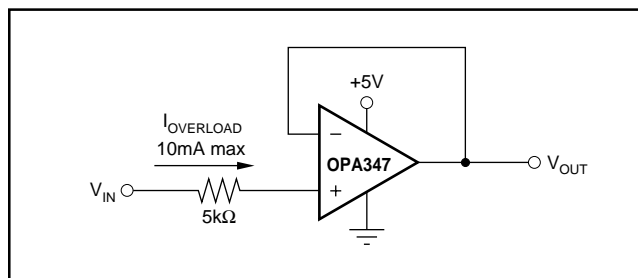 +5V
I_OVERLOAD
10mA max
−
OPA347
V_OUT
V_IN
+
5kΩ